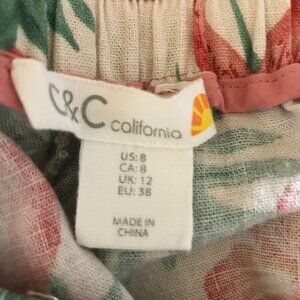 C&C california
US: 8
CA: 8
UK: 12
EU: 38
MADE IN
CHINA